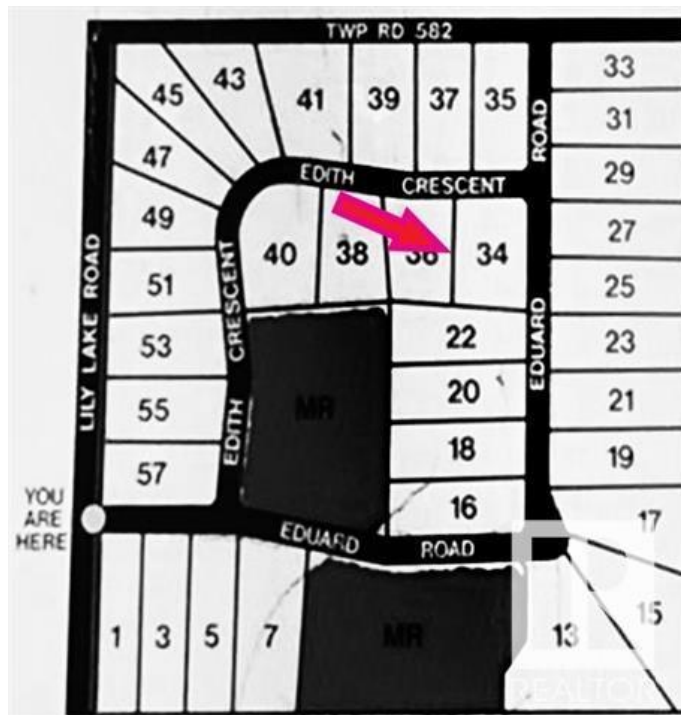 TWP RD 582
33
43
45
41
39
37
35
31
47
EDITH
CRESCENT
ROAD
29
49
40
38
36
34
27
51
CRESCENT
25
LILY LAKE ROAD
53
22
EDUARD
23
MR
20
21
55
EDITH
18
19
57
16
YOU
ARE
HERE
EDUARD
ROAD
17
1
3
5
7
MR
13
15
REALTOR